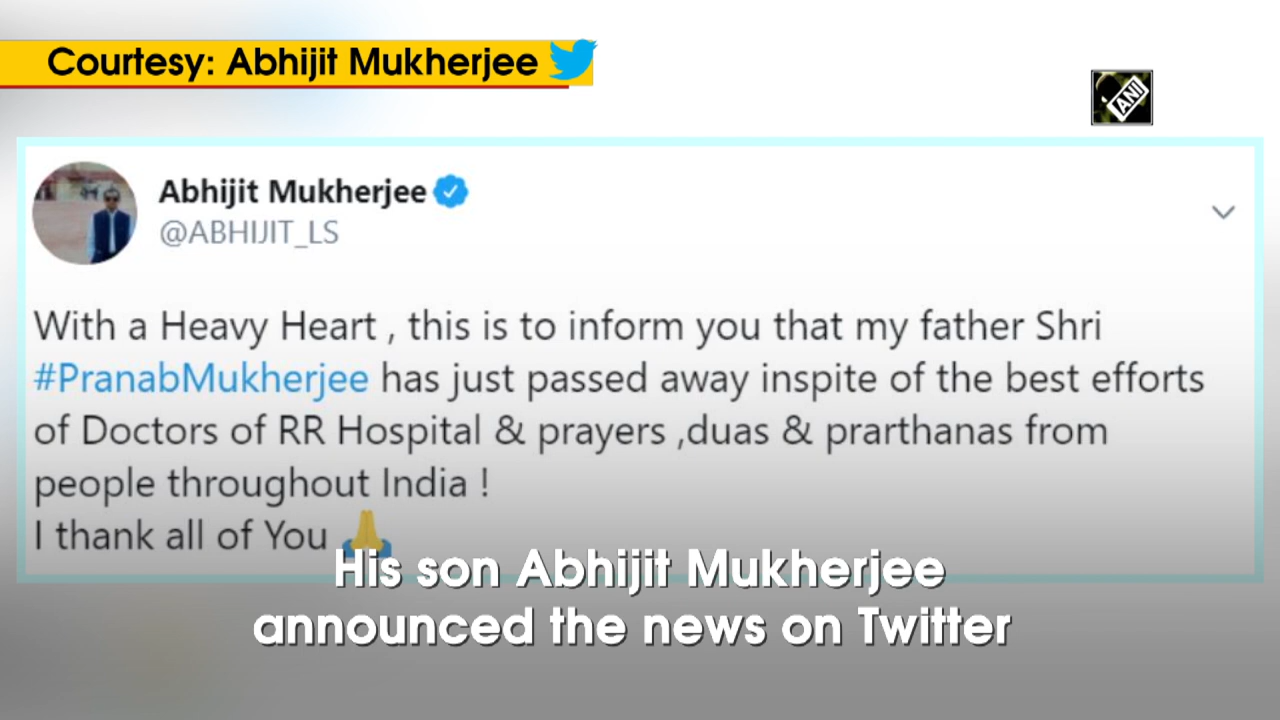 Courtesy: Abhijit Mukherjee
ANI
Abhijit Mukherjee
@ABHIJIT_LS
With a Heavy Heart , this is to inform you that my father Shri
#PranabMukherjee has just passed away inspite of the best efforts
of Doctors of RR Hospital & prayers ,duas & prarthanas from
people throughout India !
I thank all of You 🙏
His son Abhijit Mukherjee
announced the news on Twitter